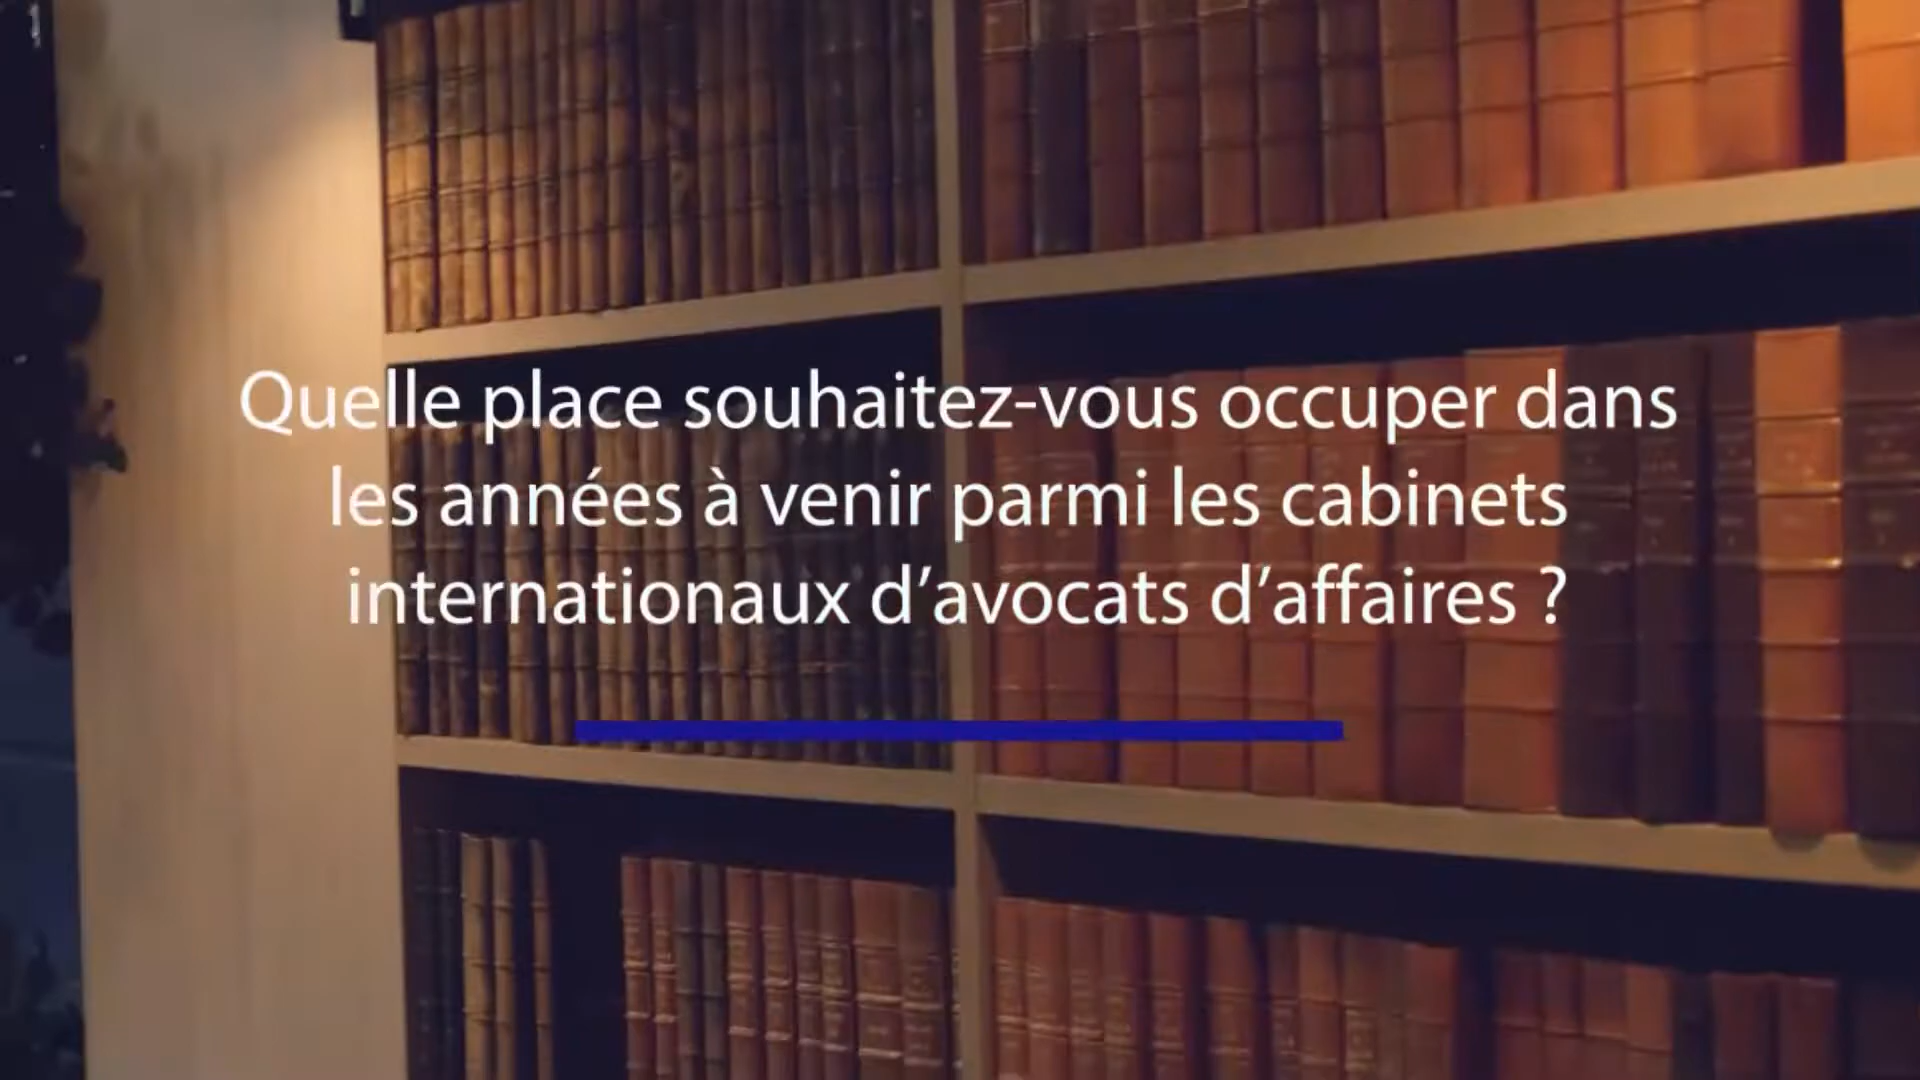 Quelle place souhaitez-vous occuper dans
les années à venir parmi les cabinets
internationaux d’avocats d’affaires ?